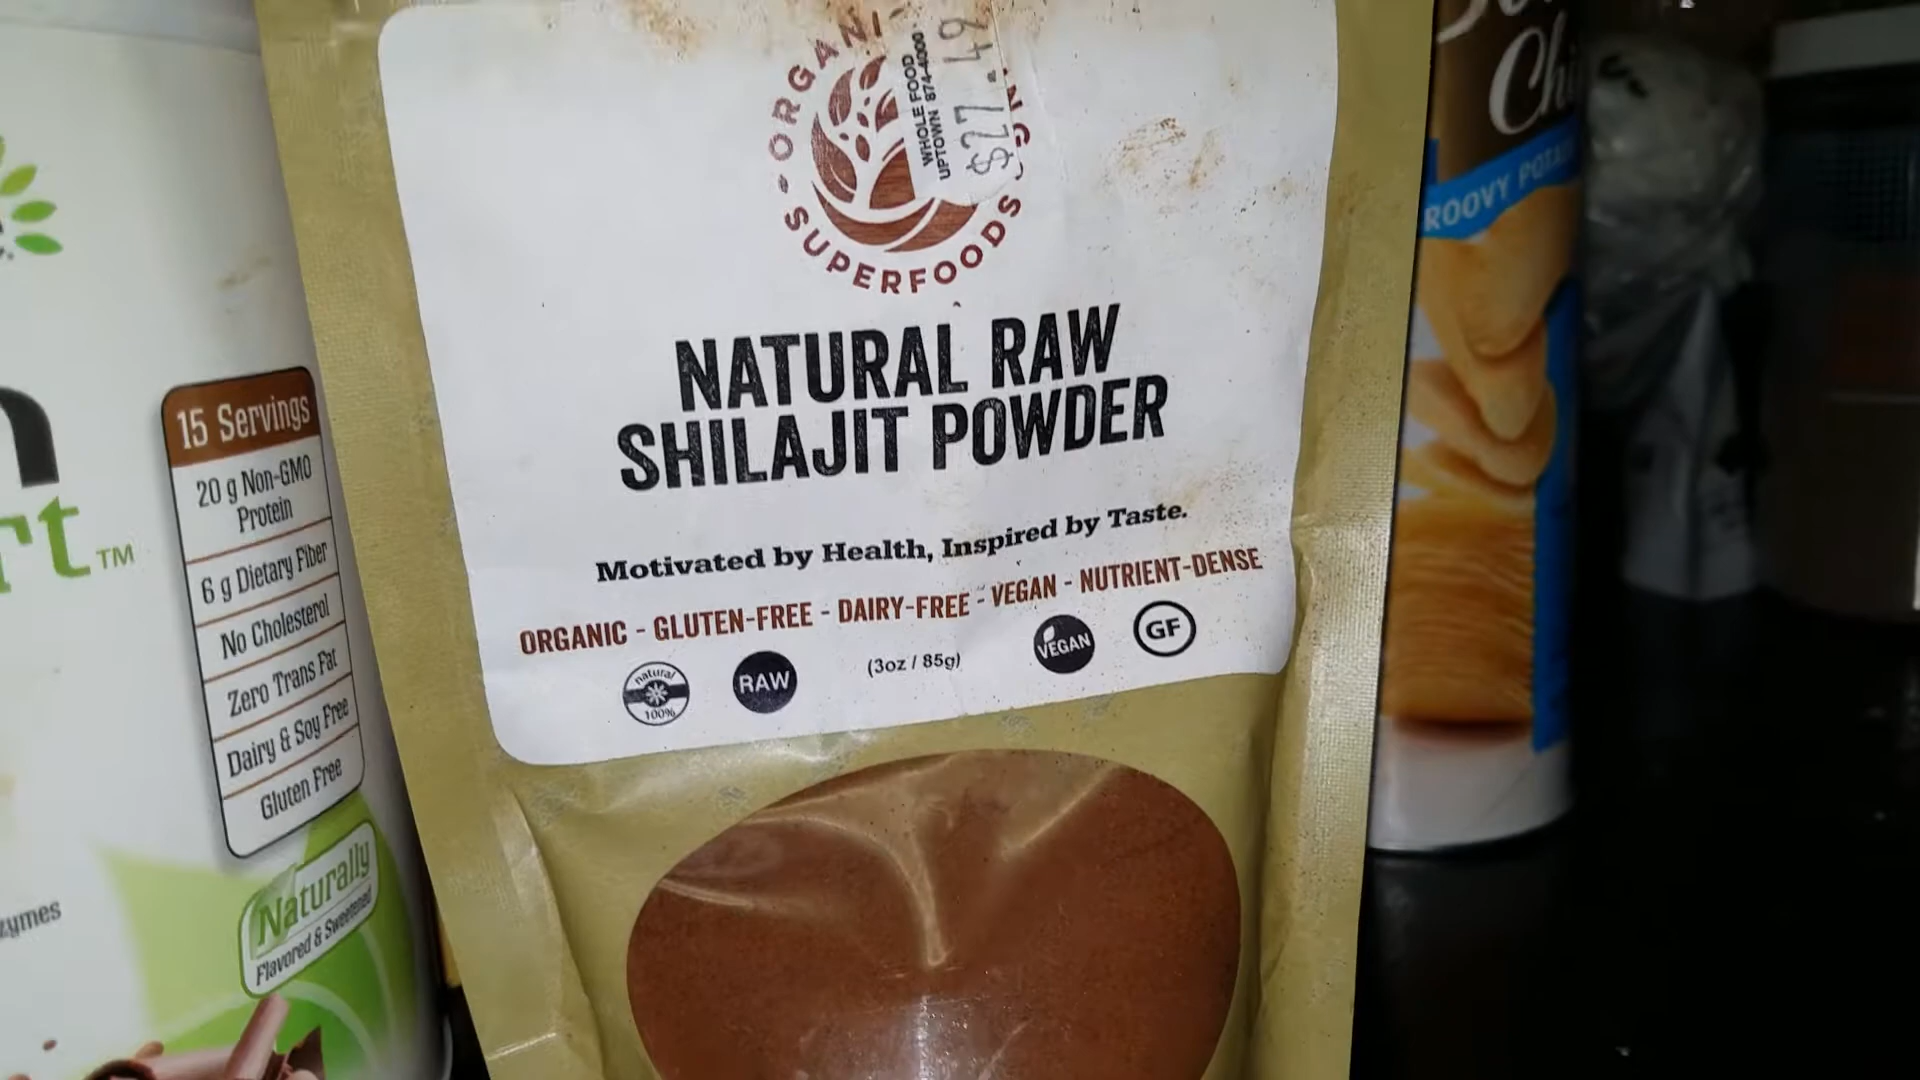 ORGANI
SUPERFOODS
WHOLE FOOD
UPTOWN 874-4000
$27.49
NATURAL RAW
SHILAJIT POWDER
Motivated by Health, Inspired by Taste.
ORGANIC - GLUTEN-FREE - DAIRY-FREE - VEGAN - NUTRIENT-DENSE
natural
100%
RAW
(3oz / 85g)
VEGAN
GF
15 Servings
20 g Non-GMO
Protein
6 g Dietary Fiber
No Cholesterol
Zero Trans Fat
Dairy & Soy Free
Gluten Free
Naturally
Flavored & Sweetened
rt™
zymes
Chi
ROOVY POTA